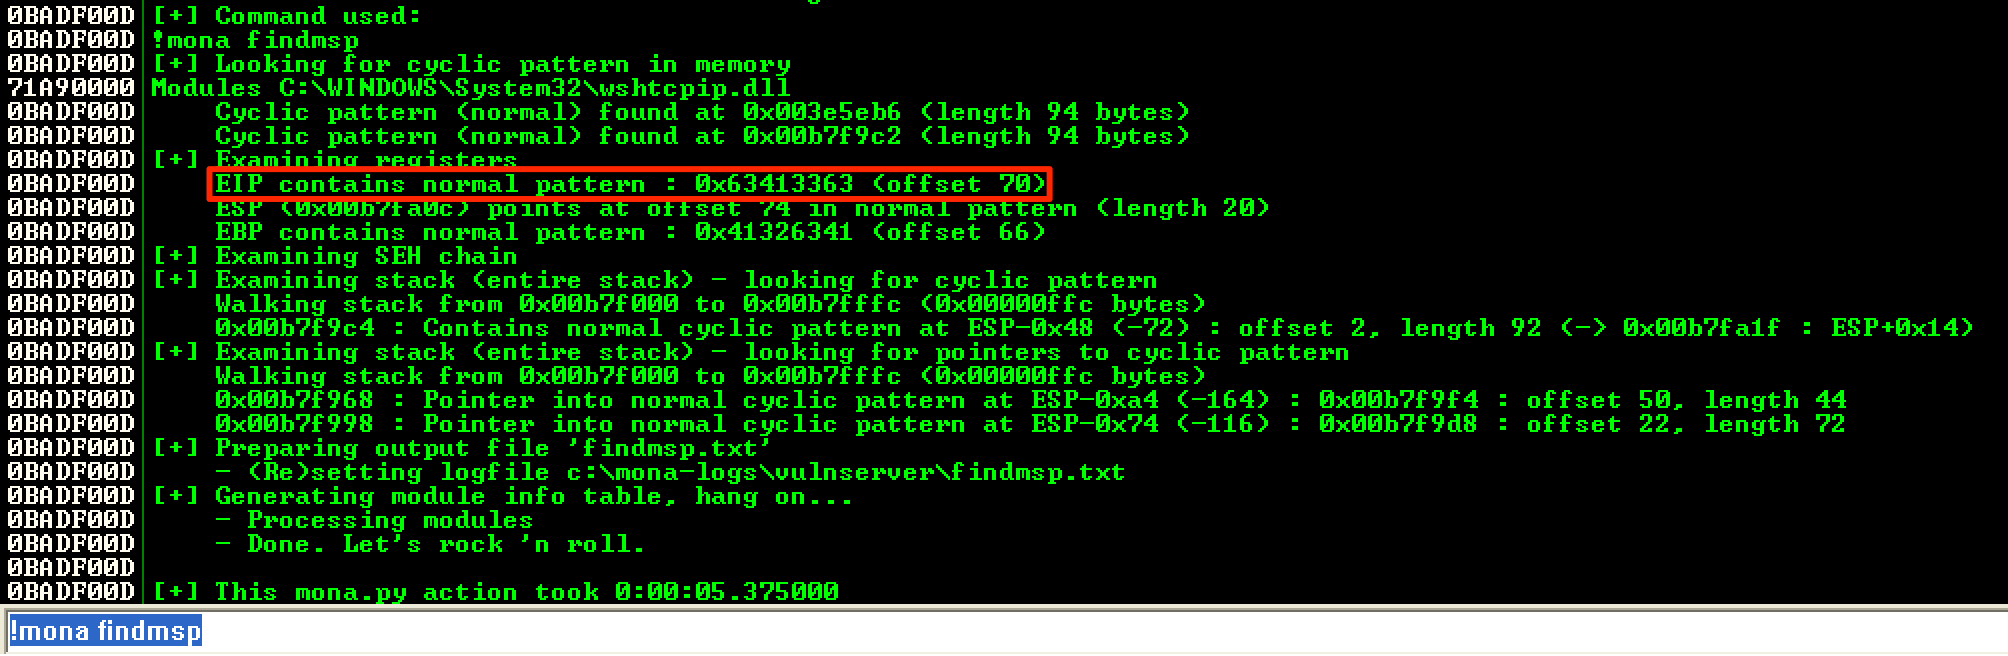 0BADF00D [+] Command used:
0BADF00D !mona findmsp
0BADF00D [+] Looking for cyclic pattern in memory
71A90000 Modules C:\WINDOWS\System32\wshtcpip.dll
0BADF00D Cyclic pattern (normal) found at 0x003e5eb6 (length 94 bytes)
0BADF00D Cyclic pattern (normal) found at 0x00b7f9c2 (length 94 bytes)
0BADF00D [+] Examining registers
0BADF00D EIP contains normal pattern : 0x63413363 (offset 70)
0BADF00D ESP (0x00b7fa0c) points at offset 74 in normal pattern (length 20)
0BADF00D EBP contains normal pattern : 0x41326341 (offset 66)
0BADF00D [+] Examining SEH chain
0BADF00D [+] Examining stack (entire stack) - looking for cyclic pattern
0BADF00D Walking stack from 0x00b7f000 to 0x00b7fffc (0x00000ffc bytes)
0BADF00D 0x00b7f9c4 : Contains normal cyclic pattern at ESP-0x48 (-72) : offset 2, length 92 (-> 0x00b7fa1f : ESP+0x14)
0BADF00D [+] Examining stack (entire stack) - looking for pointers to cyclic pattern
0BADF00D Walking stack from 0x00b7f000 to 0x00b7fffc (0x00000ffc bytes)
0BADF00D 0x00b7f968 : Pointer into normal cyclic pattern at ESP-0xa4 (-164) : 0x00b7f9f4 : offset 50, length 44
0BADF00D 0x00b7f998 : Pointer into normal cyclic pattern at ESP-0x74 (-116) : 0x00b7f9d8 : offset 22, length 72
0BADF00D [+] Preparing output file 'findmsp.txt'
0BADF00D - (Re)setting logfile c:\mona-logs\vulnserver\findmsp.txt
0BADF00D [+] Generating module info table, hang on...
0BADF00D - Processing modules
0BADF00D - Done. Let's rock 'n roll.
0BADF00D
0BADF00D [+] This mona.py action took 0:00:05.375000
!mona findmsp